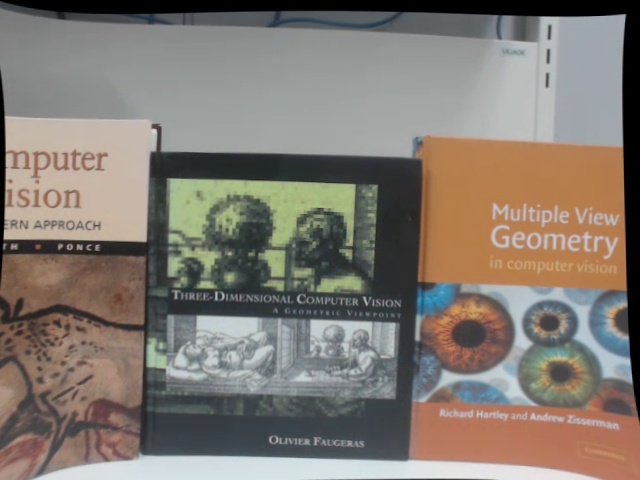 mputer
ision
ERN APPROACH
TH ▪ PONCE
THREE-DIMENSIONAL COMPUTER VISION
A GEOMETRIC VIEWPOINT
OLIVIER FAUGERAS
Multiple View
Geometry
in computer vision
Richard Hartley and Andrew Zisserman